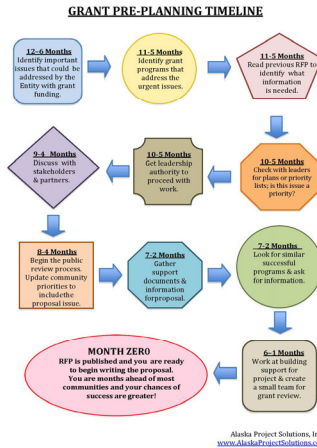 GRANT PRE-PLANNING TIMELINE
12-6 Months
Identify important
issues that could be
addressed by the
Entity with grant
funding.
11-5 Months
Identify grant
programs that
address the
urgent issues.
11-5 Months
Read previous RFP to
identify what
information
is needed.
9-4 Months
Discuss with
stakeholders
& partners.
10-5 Months
Get leadership
authority to
proceed with
work.
10-5 Months
Check with leaders
for plans or priority
lists; is this issue a
priority?
8-4 Months
Begin the public
review process.
Update community
priorities to
includethe
proposal issue.
7-2 Months
Gather
support
documents &
information
forproposal.
7-2 Months
Look for similar
successful
programs & ask
for information.
MONTH ZERO
RFP is published and you are ready
to begin writing the proposal.
You are months ahead of most
communities and your chances of
success are greater!
6-1 Months
Work at building
support for
project & create
a small team for
grant review.
Alaska Project Solutions, In
www.AlaskaProjectSolutions.co